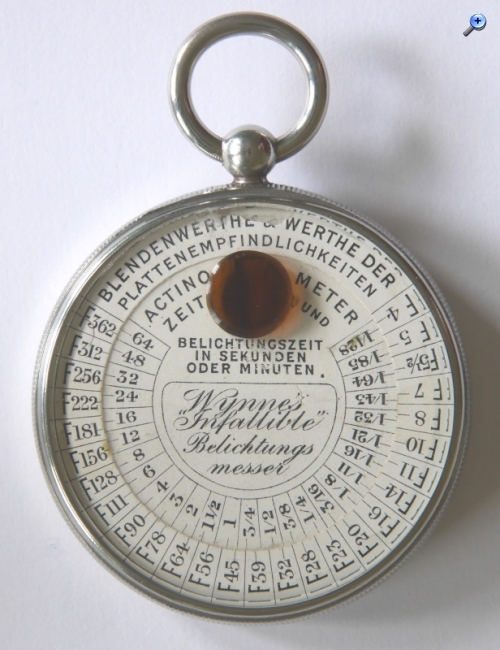 BLENDENWERTHE & WERTHE DER
PLATTENEMPFINDLICHKEITEN
ACTINO METER
ZEIT UND
BELICHTUNGSZEIT
IN SEKUNDEN
ODER MINUTEN.
Wynne's
"Infallible"
Belichtungs
messer
F362 F312 F256 F222 F181 F156 F128 F111 F90 F78 F64 F56 F45 F39 F32 F28 F23 F20 F16 F14 F11 F10 F8 F7 F5½ F5 F4
64 48 32 24 16 12 8 6 4 3 2 1½ 1 3/4 1/2 3/8 1/4 3/16 1/8 1/11 1/16 1/21 1/32 1/43 1/64 1/85 1/128